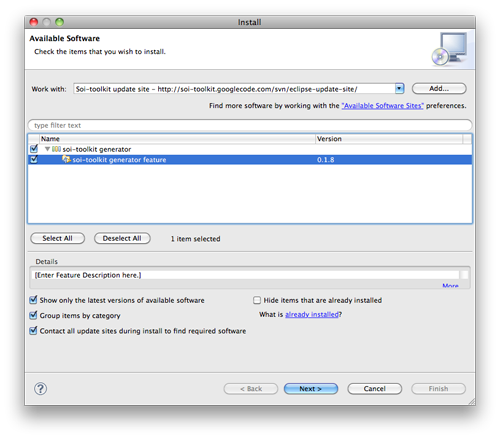 Install
Available Software
Check the items that you wish to install.
Work with: Soi-toolkit update site - http://soi-toolkit.googlecode.com/svn/eclipse-update-site/ Add...
Find more software by working with the "Available Software Sites" preferences.
type filter text
Name Version
soi-toolkit generator
soi-toolkit generator feature 0.1.8
Select All Deselect All 1 item selected
Details
[Enter Feature Description here.]
More
Show only the latest versions of available software Hide items that are already installed
Group items by category What is already installed?
Contact all update sites during install to find required software
? < Back Next > Cancel Finish